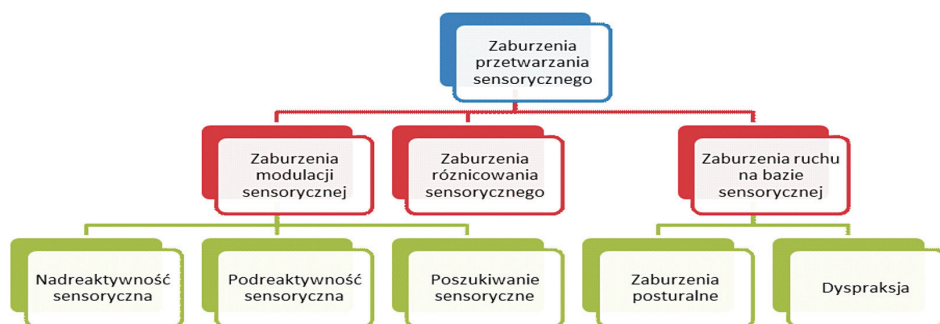 Zaburzenia
przetwarzania
sensorycznego
Zaburzenia
modulacji
sensorycznej
Zaburzenia
róznicowania
sensorycznego
Zaburzenia ruchu
na bazie
sensorycznej
Nadreaktywność
sensoryczna
Podreaktywność
sensoryczna
Poszukiwanie
sensoryczne
Zaburzenia
posturalne
Dyspraksja